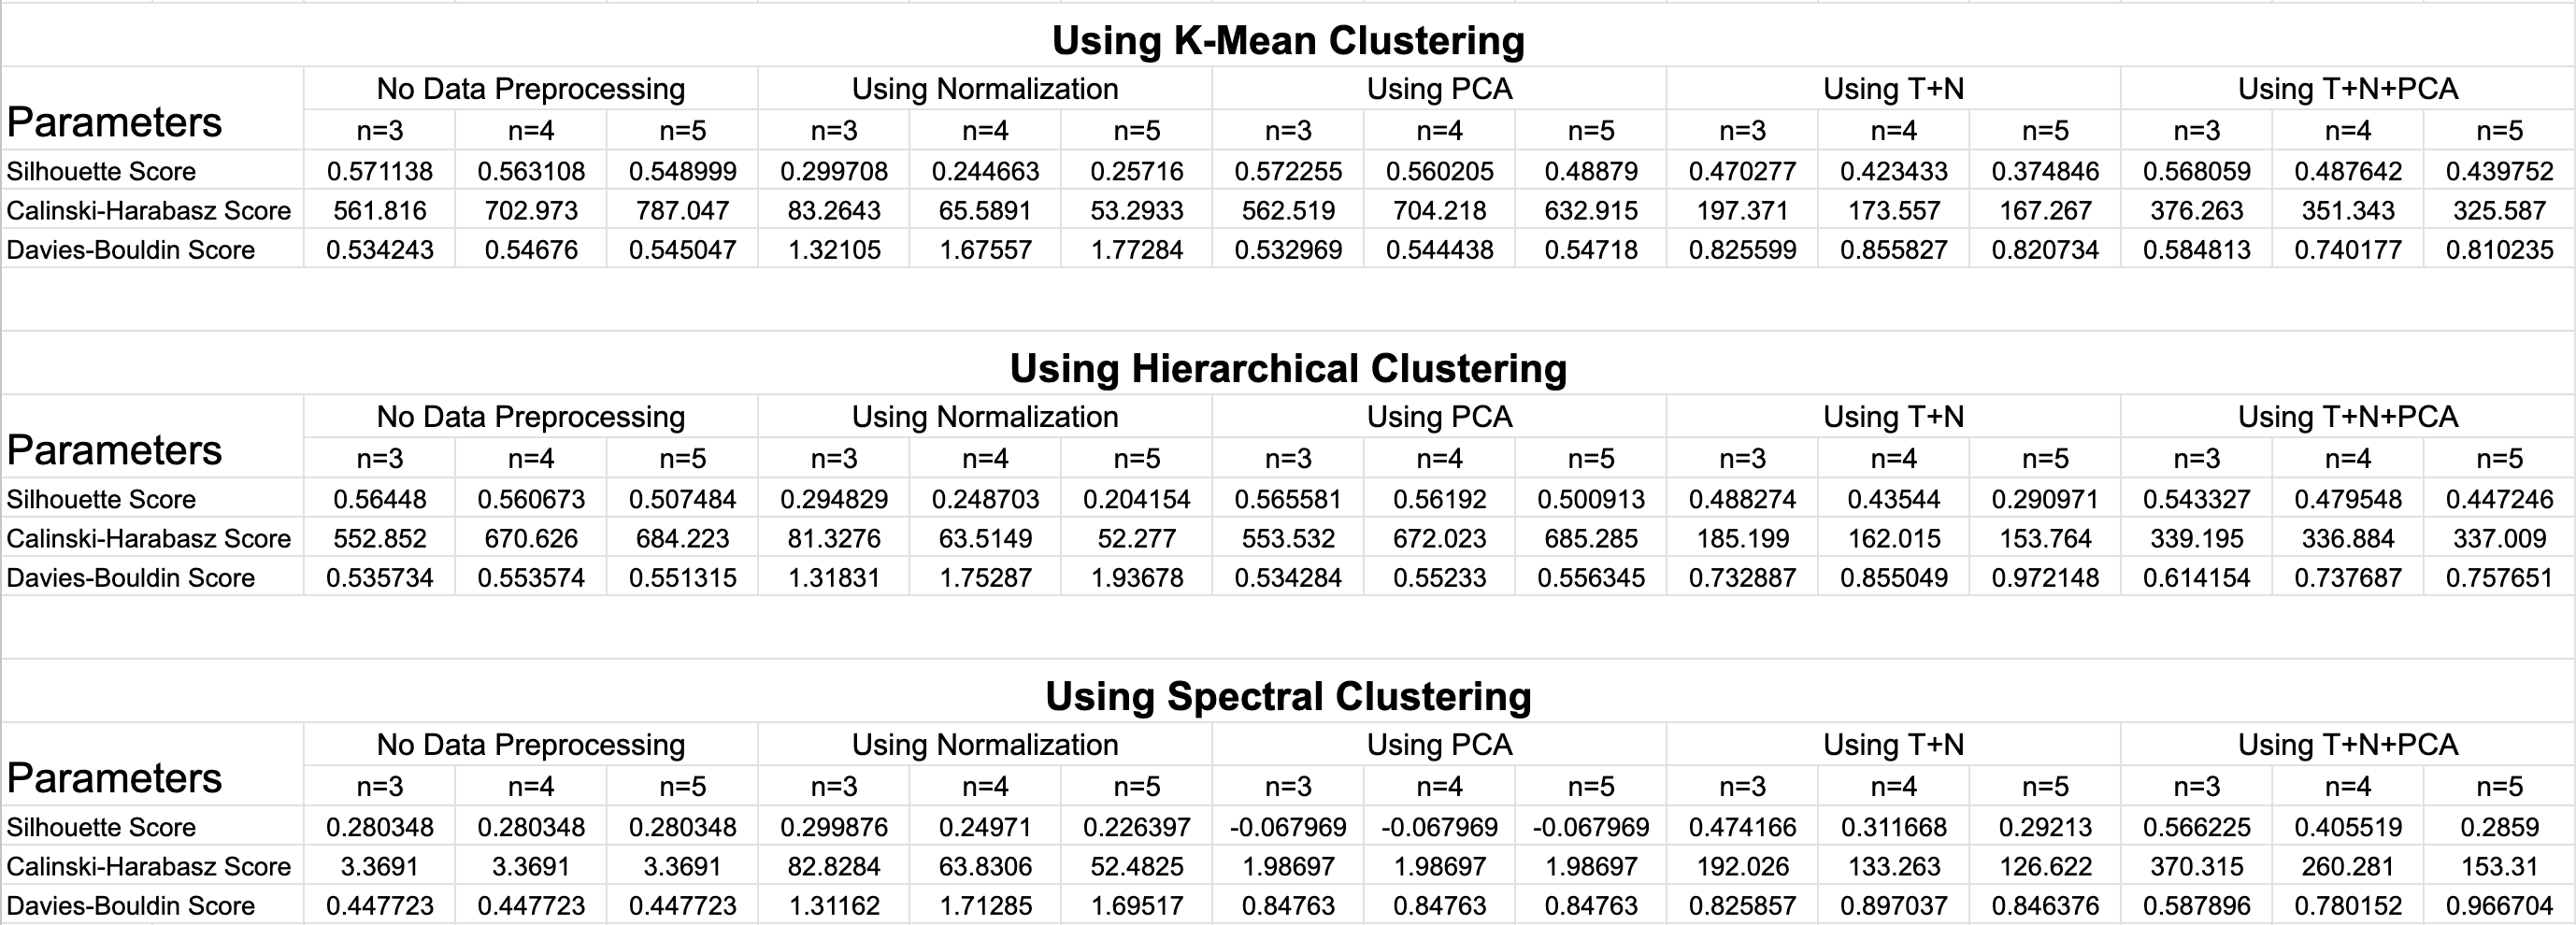 Using K-Mean Clustering
Parameters No Data Preprocessing Using Normalization Using PCA Using T+N Using T+N+PCA
n=3 n=4 n=5 n=3 n=4 n=5 n=3 n=4 n=5 n=3 n=4 n=5 n=3 n=4 n=5
Silhouette Score 0.571138 0.563108 0.548999 0.299708 0.244663 0.25716 0.572255 0.560205 0.48879 0.470277 0.423433 0.374846 0.568059 0.487642 0.439752
Calinski-Harabasz Score 561.816 702.973 787.047 83.2643 65.5891 53.2933 562.519 704.218 632.915 197.371 173.557 167.267 376.263 351.343 325.587
Davies-Bouldin Score 0.534243 0.54676 0.545047 1.32105 1.67557 1.77284 0.532969 0.544438 0.54718 0.825599 0.855827 0.820734 0.584813 0.740177 0.810235
Using Hierarchical Clustering
Parameters No Data Preprocessing Using Normalization Using PCA Using T+N Using T+N+PCA
n=3 n=4 n=5 n=3 n=4 n=5 n=3 n=4 n=5 n=3 n=4 n=5 n=3 n=4 n=5
Silhouette Score 0.56448 0.560673 0.507484 0.294829 0.248703 0.204154 0.565581 0.56192 0.500913 0.488274 0.43544 0.290971 0.543327 0.479548 0.447246
Calinski-Harabasz Score 552.852 670.626 684.223 81.3276 63.5149 52.277 553.532 672.023 685.285 185.199 162.015 153.764 339.195 336.884 337.009
Davies-Bouldin Score 0.535734 0.553574 0.551315 1.31831 1.75287 1.93678 0.534284 0.55233 0.556345 0.732887 0.855049 0.972148 0.614154 0.737687 0.757651
Using Spectral Clustering
Parameters No Data Preprocessing Using Normalization Using PCA Using T+N Using T+N+PCA
n=3 n=4 n=5 n=3 n=4 n=5 n=3 n=4 n=5 n=3 n=4 n=5 n=3 n=4 n=5
Silhouette Score 0.280348 0.280348 0.280348 0.299876 0.24971 0.226397 -0.067969 -0.067969 -0.067969 0.474166 0.311668 0.29213 0.566225 0.405519 0.2859
Calinski-Harabasz Score 3.3691 3.3691 3.3691 82.8284 63.8306 52.4825 1.98697 1.98697 1.98697 192.026 133.263 126.622 370.315 260.281 153.31
Davies-Bouldin Score 0.447723 0.447723 0.447723 1.31162 1.71285 1.69517 0.84763 0.84763 0.84763 0.825857 0.897037 0.846376 0.587896 0.780152 0.966704